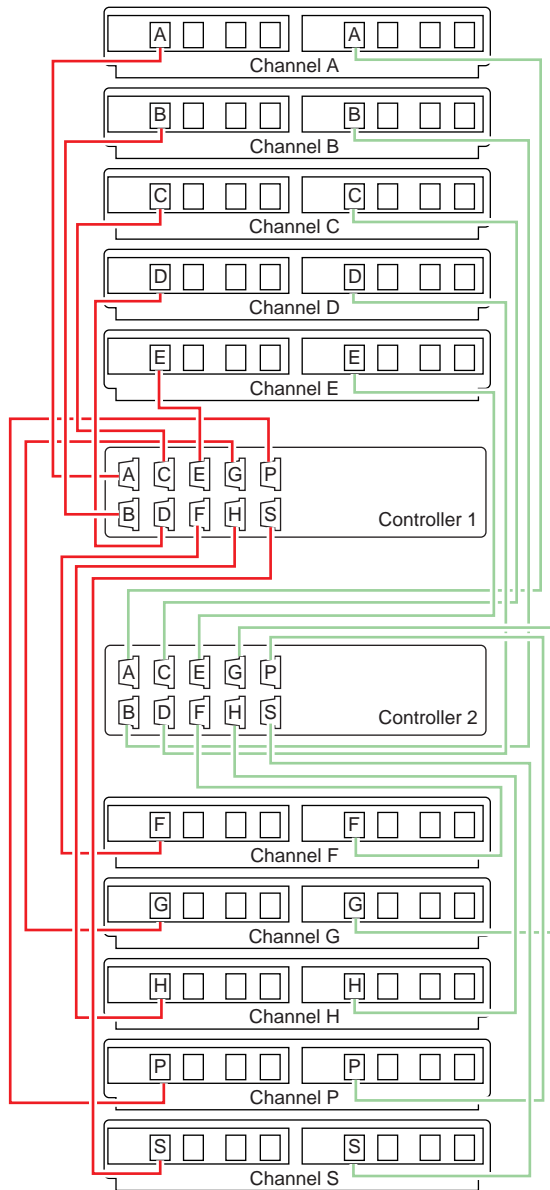 A A
Channel A
B B
Channel B
C C
Channel C
D D
Channel D
E E
Channel E
A C E G P
B D F H S
Controller 1
A C E G P
B D F H S
Controller 2
F F
Channel F
G G
Channel G
H H
Channel H
P P
Channel P
S S
Channel S